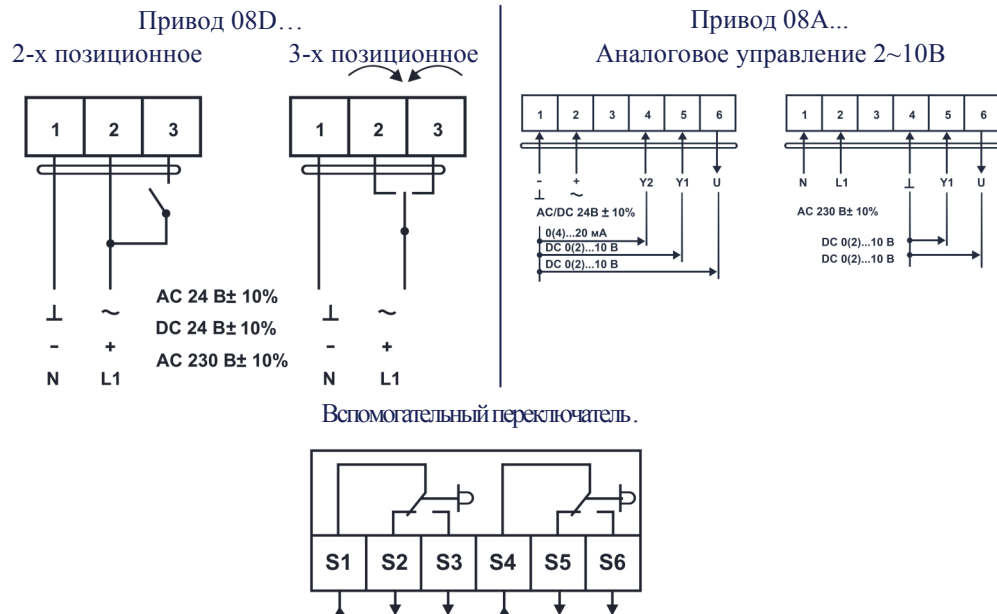 Привод 08D…
2-х позиционное
3-х позиционное
1 2 3
1 2 3
AC 24 В± 10%
DC 24 В± 10%
AC 230 В± 10%
⊥ ~
- +
N L1
⊥ ~
- +
N L1
Привод 08A...
Аналоговое управление 2~10В
1 2 3 4 5 6
- + Y2 Y1 U
⊥ ~
AC/DC 24В ± 10%
0(4)...20 мА
DC 0(2)...10 В
DC 0(2)...10 В
1 2 3 4 5 6
N L1 ⊥ Y1 U
AC 230 В± 10%
DC 0(2)...10 В
DC 0(2)...10 В
Вспомогательный переключатель.
S1 S2 S3 S4 S5 S6